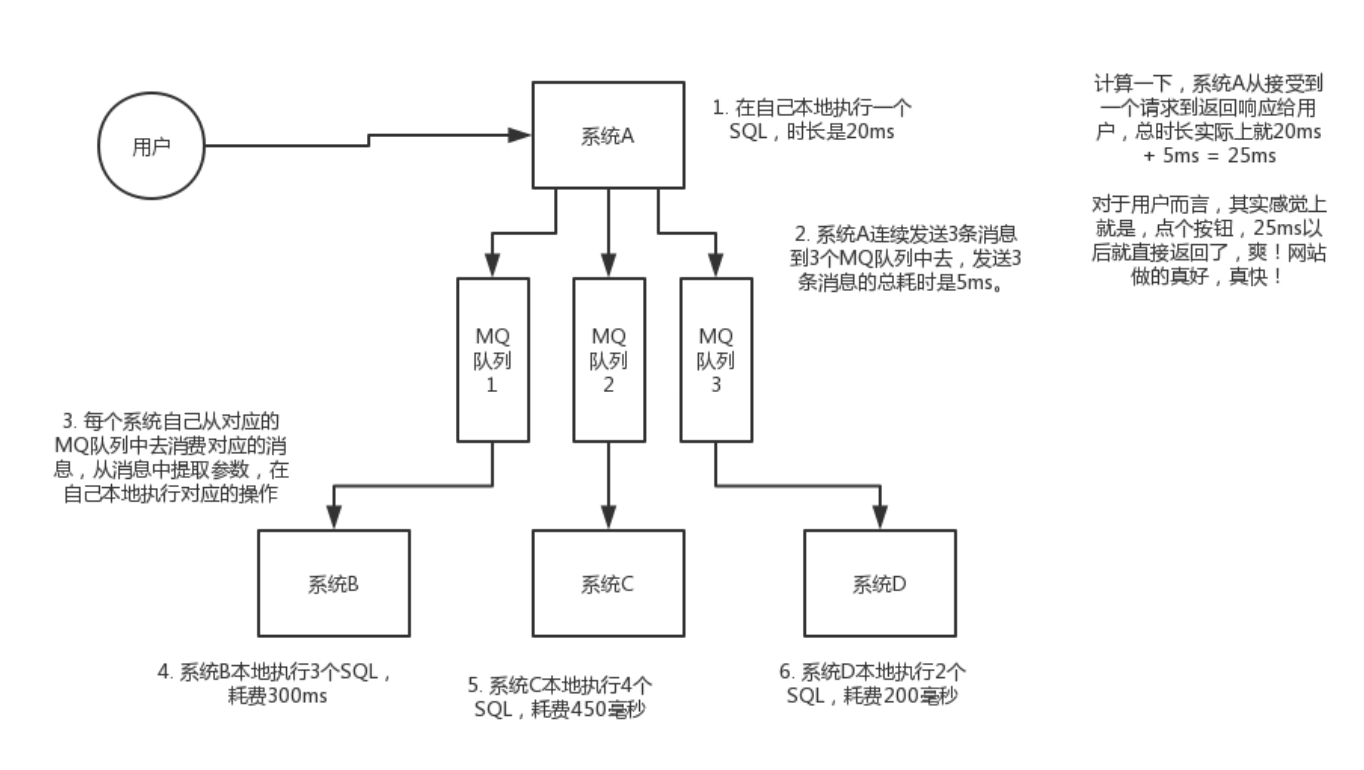 用户
系统A
1. 在自己本地执行一个
SQL，时长是20ms
计算一下，系统A从接受到
一个请求到返回响应给用
户，总时长实际上就20ms
+ 5ms = 25ms
对于用户而言，其实感觉上
就是，点个按钮，25ms以
后就直接返回了，爽！网站
做的真好，真快！
2. 系统A连续发送3条消息
到3个MQ队列中去，发送3
条消息的总耗时是5ms。
MQ
队列
1
MQ
队列
2
MQ
队列
3
3. 每个系统自己从对应的
MQ队列中去消费对应的消
息，从消息中提取参数，在
自己本地执行对应的操作
系统B
系统C
系统D
4. 系统B本地执行3个SQL，
耗费300ms
5. 系统C本地执行4个
SQL，耗费450毫秒
6. 系统D本地执行2个
SQL，耗费200毫秒